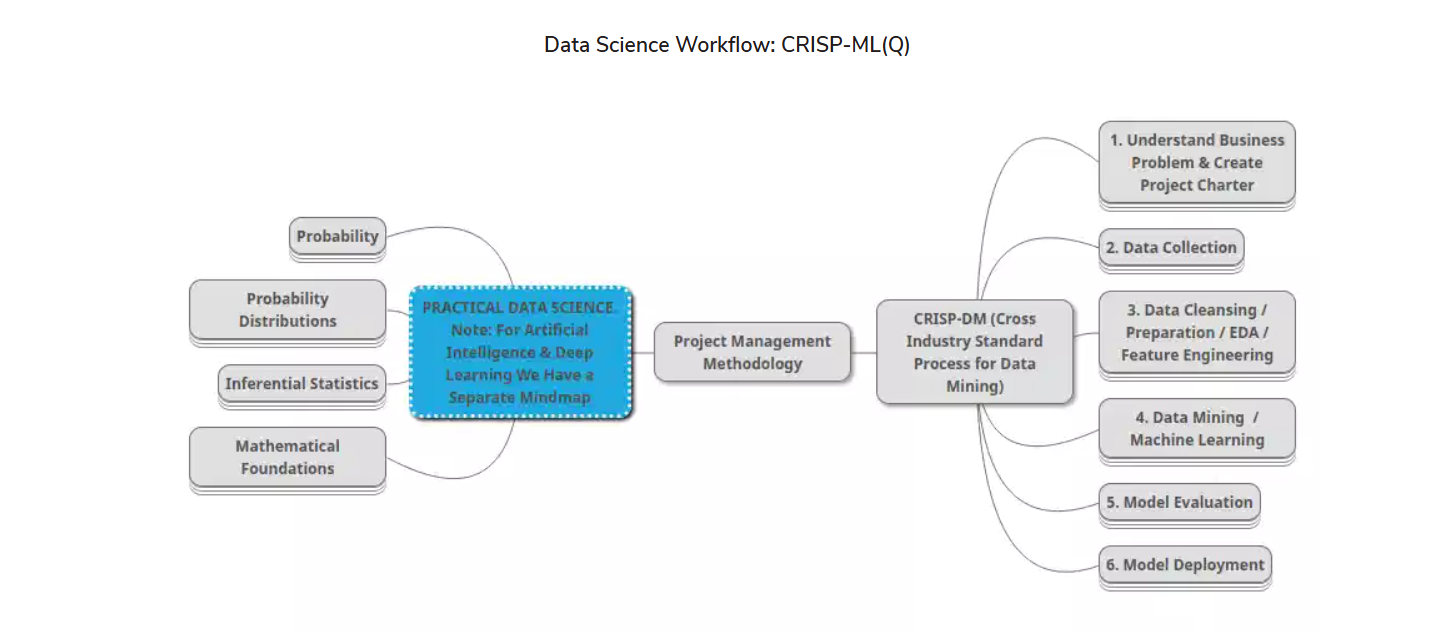 Data Science Workflow: CRISP-ML(Q)
Probability
Probability
Distributions
Inferential Statistics
Mathematical
Foundations
PRACTICAL DATA SCIENCE.
Note: For Artificial
Intelligence & Deep
Learning We Have a
Separate Mindmap
Project Management
Methodology
CRISP-DM (Cross
Industry Standard
Process for Data
Mining)
1. Understand Business
Problem & Create
Project Charter
2. Data Collection
3. Data Cleansing /
Preparation / EDA /
Feature Engineering
4. Data Mining /
Machine Learning
5. Model Evaluation
6. Model Deployment